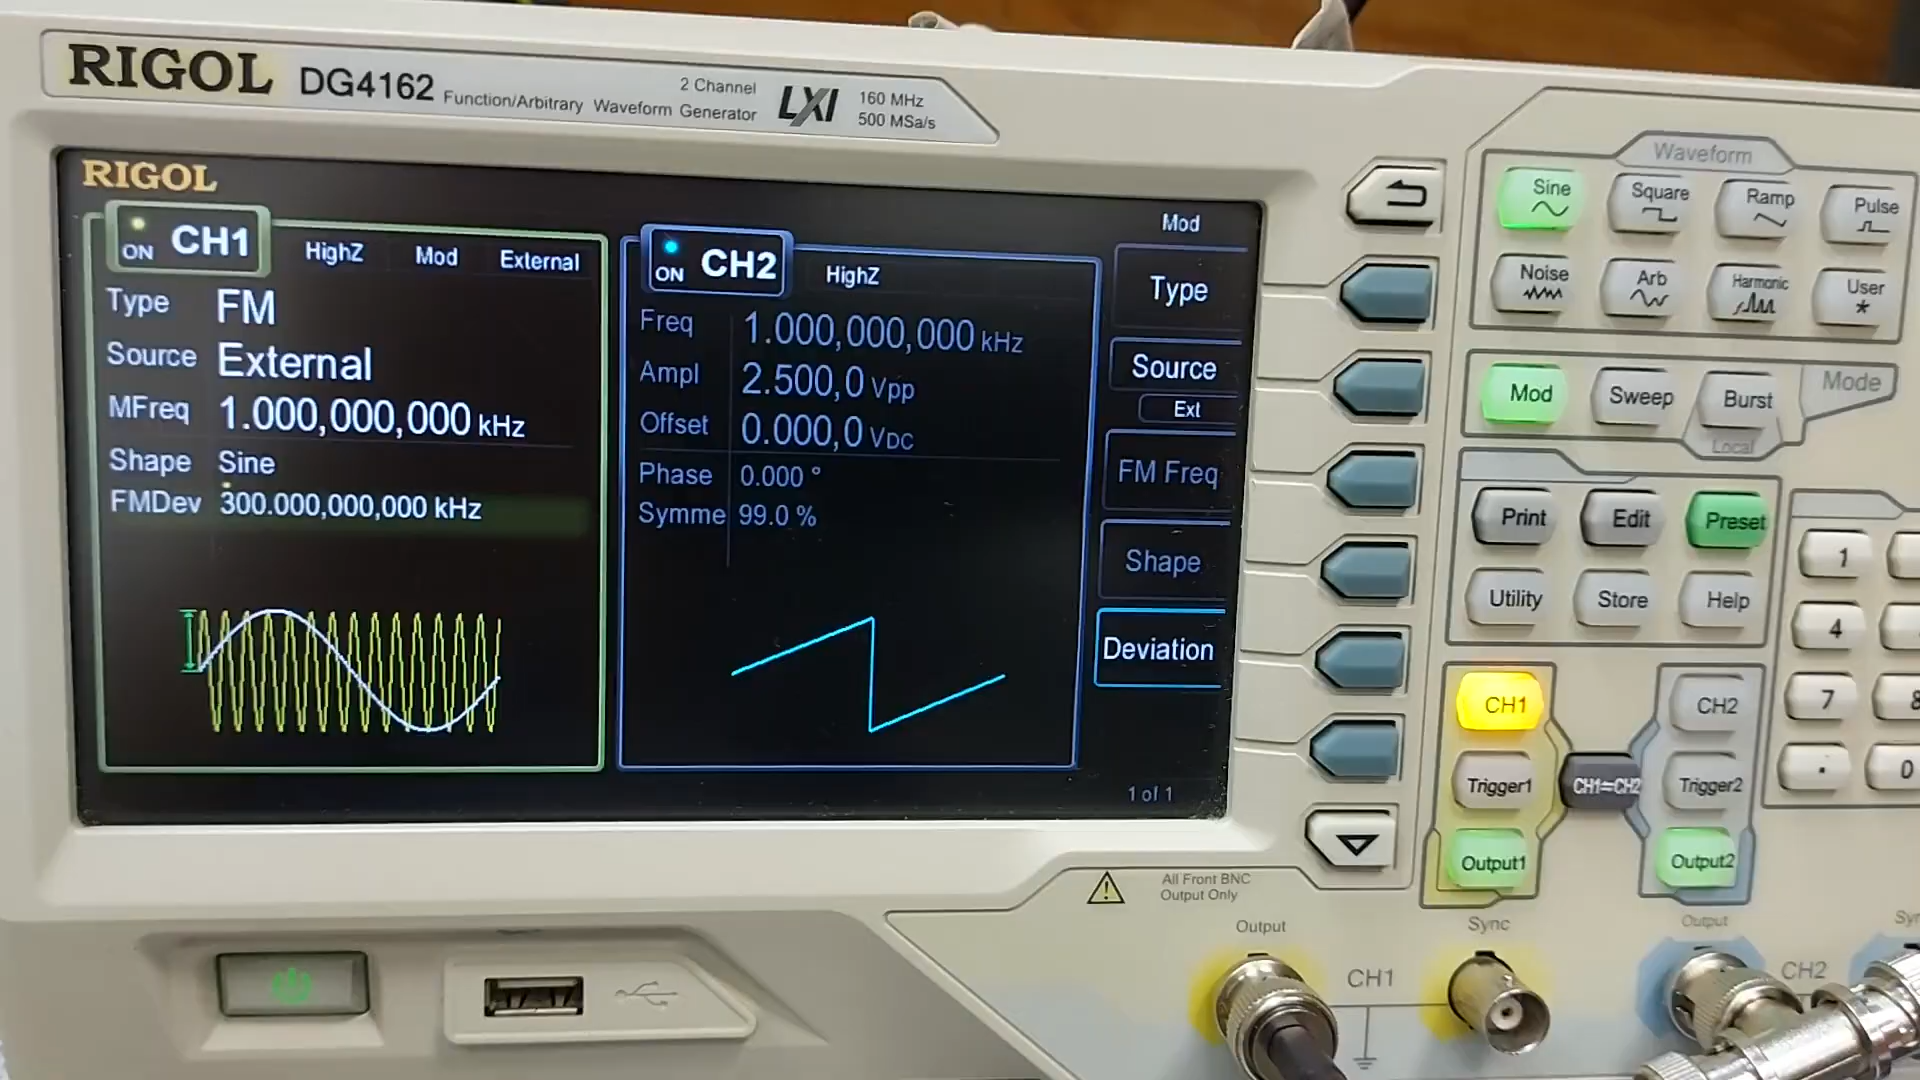 RIGOL DG4162 Function/Arbitrary Waveform Generator 2 Channel LXI 160 MHz 500 MSa/s
RIGOL
ON CH1 HighZ Mod External
Type FM
Source External
MFreq 1.000,000,000 kHz
Shape Sine
FMDev 300.000,000,000 kHz
ON CH2 HighZ
Freq 1.000,000,000 kHz
Ampl 2.500,0 Vpp
Offset 0.000,0 VDC
Phase 0.000 °
Symme 99.0 %
Mod
Type
Source
Ext
FM Freq
Shape
Deviation
1 of 1
Waveform
Sine Square Ramp Pulse
Noise Arb Harmonic User
Mod Sweep Burst Mode
Local
Print Edit Preset
Utility Store Help
1
4
7 8
. 0
CH1 CH2
Trigger1 CH1⇌CH2 Trigger2
Output1 Output2
All Front BNC
Output Only
Output Sync Output
CH1 CH2